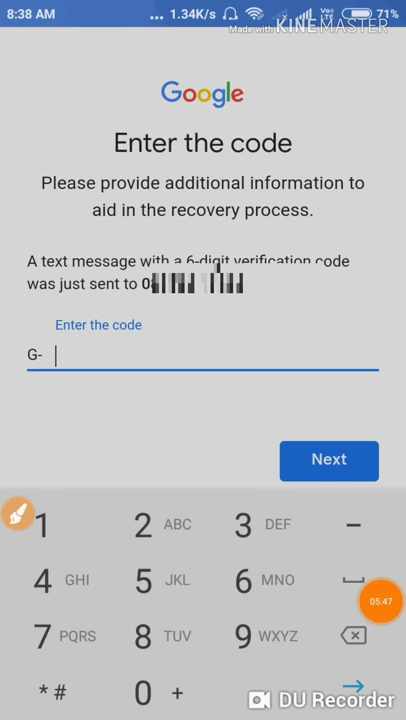 8:38 AM ... 1.34K/s 71%
Made with KINEMASTER
Google
Enter the code
Please provide additional information to
aid in the recovery process.
A text message with a 6-digit verification code
was just sent to 0
Enter the code
G-
Next
1 2 ABC 3 DEF –
4 GHI 5 JKL 6 MNO
05:47
7 PQRS 8 TUV 9 WXYZ
* # 0 +
DU Recorder